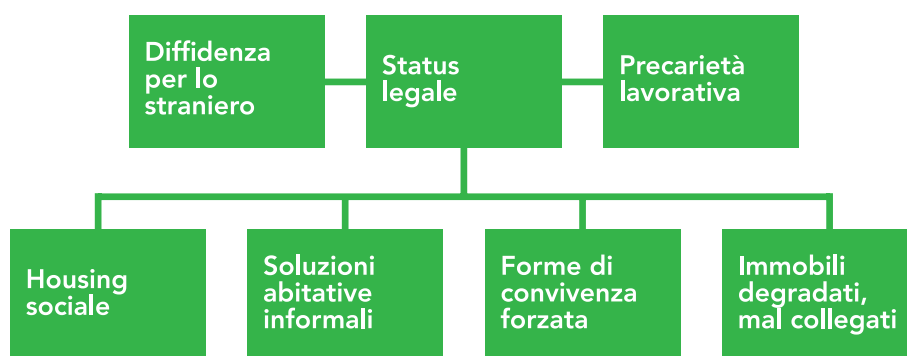 Diffidenza
per lo
straniero
Status
legale
Precarietà
lavorativa
Housing
sociale
Soluzioni
abitative
informali
Forme di
convivenza
forzata
Immobili
degradati,
mal collegati